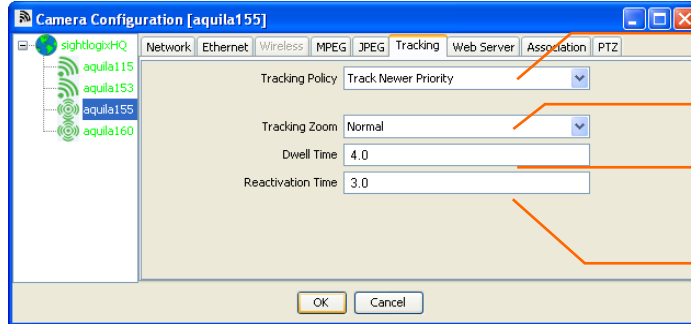 Camera Configuration [aquila155]
sightlogixHQ
aquila115
aquila153
aquila155
aquila160
Network Ethernet Wireless MPEG JPEG Tracking Web Server Association PTZ
Tracking Policy Track Newer Priority
Tracking Zoom Normal
Dwell Time 4.0
Reactivation Time 3.0
OK Cancel